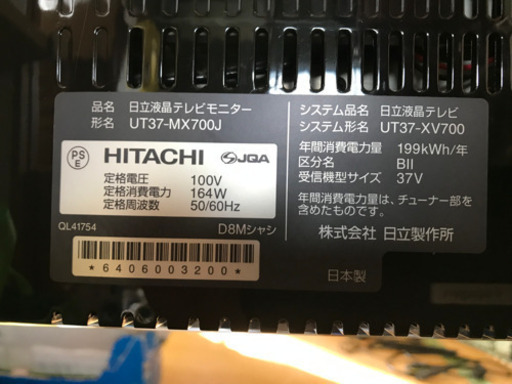 品名 日立液晶テレビモニター
形名 UT37-MX700J
PSE HITACHI JQA
定格電圧 100V
定格消費電力 164W
定格周波数 50/60Hz
QL41754 D8Mシャシ
*6406003200*
システム品名 日立液晶テレビ
システム形名 UT37-XV700
年間消費電力量 199kWh/年
区分名 BII
受信機型サイズ 37V
年間消費電力量は、チューナー部を
含めたものです。
株式会社 日立製作所
日本製